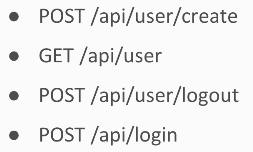 ● POST /api/user/create
● GET /api/user
● POST /api/user/logout
● POST /api/login